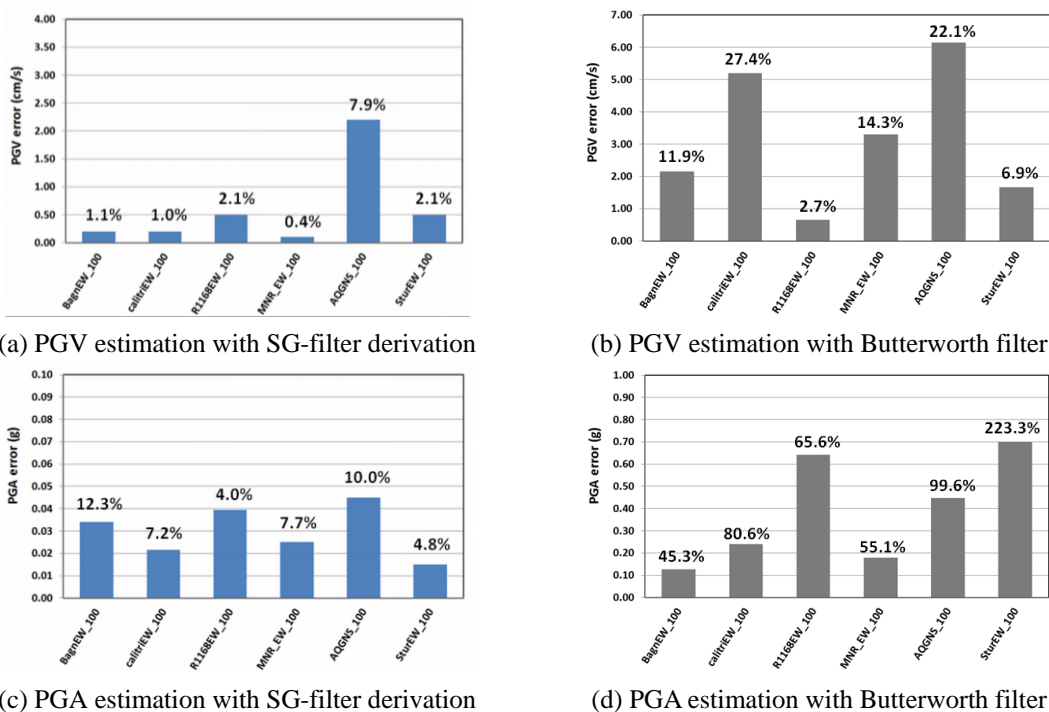 4.00
3.50
3.00
2.50
2.00
1.50
1.00
0.50
0.00
PGV error (cm/s)
1.1%
1.0%
2.1%
0.4%
7.9%
2.1%
BagnEW_100
calitriEW_100
R1168EW_100
MNR_EW_100
AQGNS_100
SturEW_100
(a) PGV estimation with SG-filter derivation
7.00
6.00
5.00
4.00
3.00
2.00
1.00
0.00
PGV error (cm/s)
11.9%
27.4%
2.7%
14.3%
22.1%
6.9%
BagnEW_100
calitriEW_100
R1168EW_100
MNR_EW_100
AQGNS_100
SturEW_100
(b) PGV estimation with Butterworth filter
0.10
0.09
0.08
0.07
0.06
0.05
0.04
0.03
0.02
0.01
0.00
PGA error (g)
12.3%
7.2%
4.0%
7.7%
10.0%
4.8%
BagnEW_100
calitriEW_100
R1168EW_100
MNR_EW_100
AQGNS_100
SturEW_100
(c) PGA estimation with SG-filter derivation
1.00
0.90
0.80
0.70
0.60
0.50
0.40
0.30
0.20
0.10
0.00
PGA error (g)
45.3%
80.6%
65.6%
55.1%
99.6%
223.3%
BagnEW_100
calitriEW_100
R1168EW_100
MNR_EW_100
AQGNS_100
SturEW_100
(d) PGA estimation with Butterworth filter